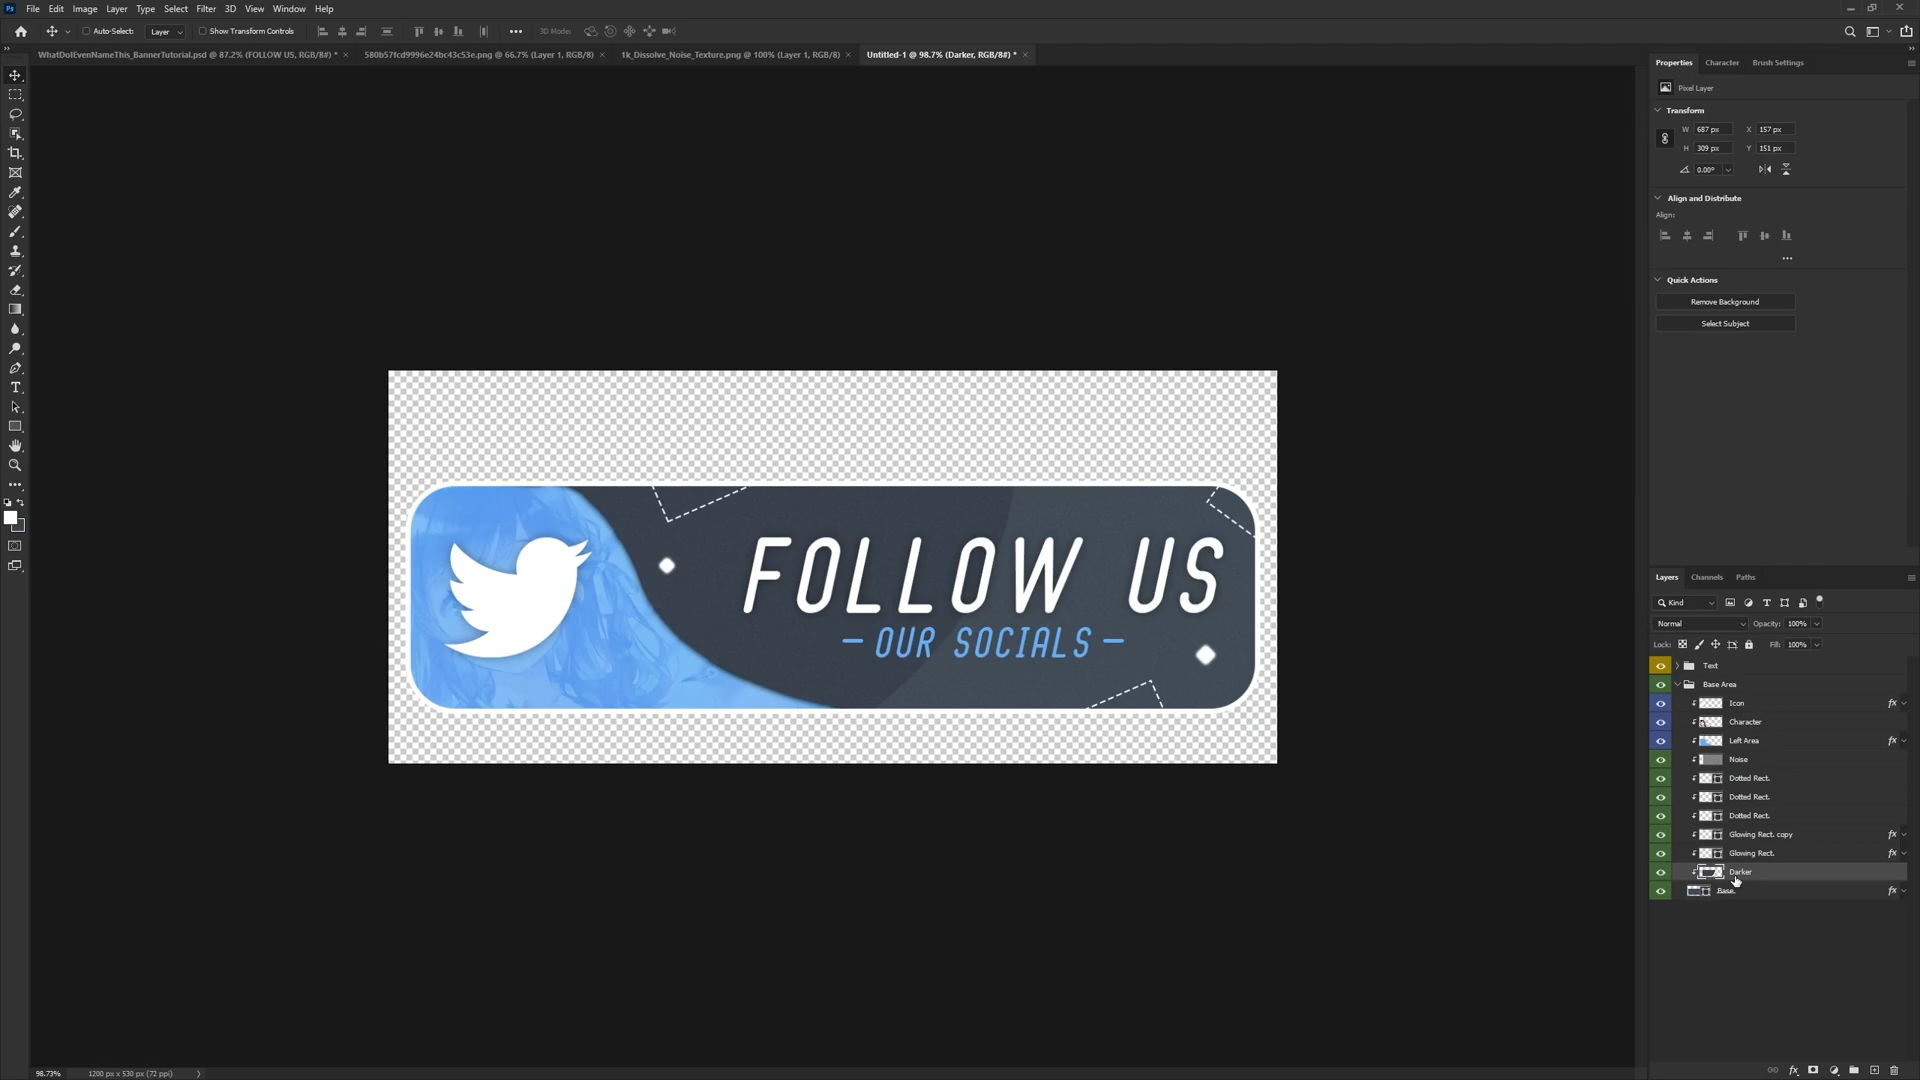 Ps File Edit Image Layer Type Select Filter 3D View Window Help
Auto-Select: Layer Show Transform Controls 3D Mode:
WhatDoIEvenNameThis_BannerTutorial.psd @ 87.2% (FOLLOW US, RGB/8#) * 580b57fcd9996e24bc43c53e.png @ 66.7% (Layer 1, RGB/8) 1k_Dissolve_Noise_Texture.png @ 100% (Layer 1, RGB/8) Untitled-1 @ 98.7% (Darker, RGB/8#) *
Properties Character Brush Settings
Pixel Layer
Transform
W 687 px X 157 px
H 309 px Y 151 px
0.00°
Align and Distribute
Align:
Quick Actions
Remove Background
Select Subject
FOLLOW US
– OUR SOCIALS –
Layers Channels Paths
Kind
Normal Opacity: 100%
Lock: Fill: 100%
Text
Base Area
Icon fx
Character
Left Area fx
Noise
Dotted Rect.
Dotted Rect.
Dotted Rect.
Glowing Rect. copy fx
Glowing Rect. fx
Darker
Base. fx
98.73% 1200 px x 530 px (72 ppi)